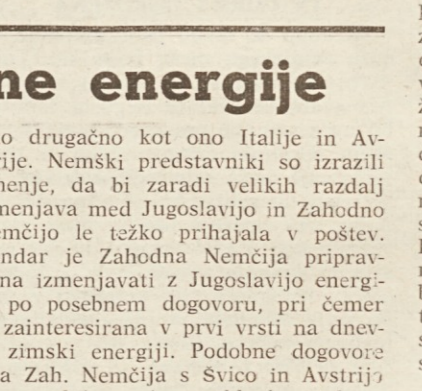 ne energije
o drugačno kot ono Italije in Av-
ije. Nemški predstavniki so izrazili
nenje, da bi zaradi velikih razdalj
menjava med Jugoslavijo in Zahodno
emčijo le težko prihajala v poštev.
ndar je Zahodna Nemčija priprav-
na izmenjavati z Jugoslavijo energi-
po posebnem dogovoru, pri čemer
zainteresirana v prvi vrsti na dnev-
zimski energiji. Podobne dogovore
a Zah. Nemčija s Švico in Avstrijo